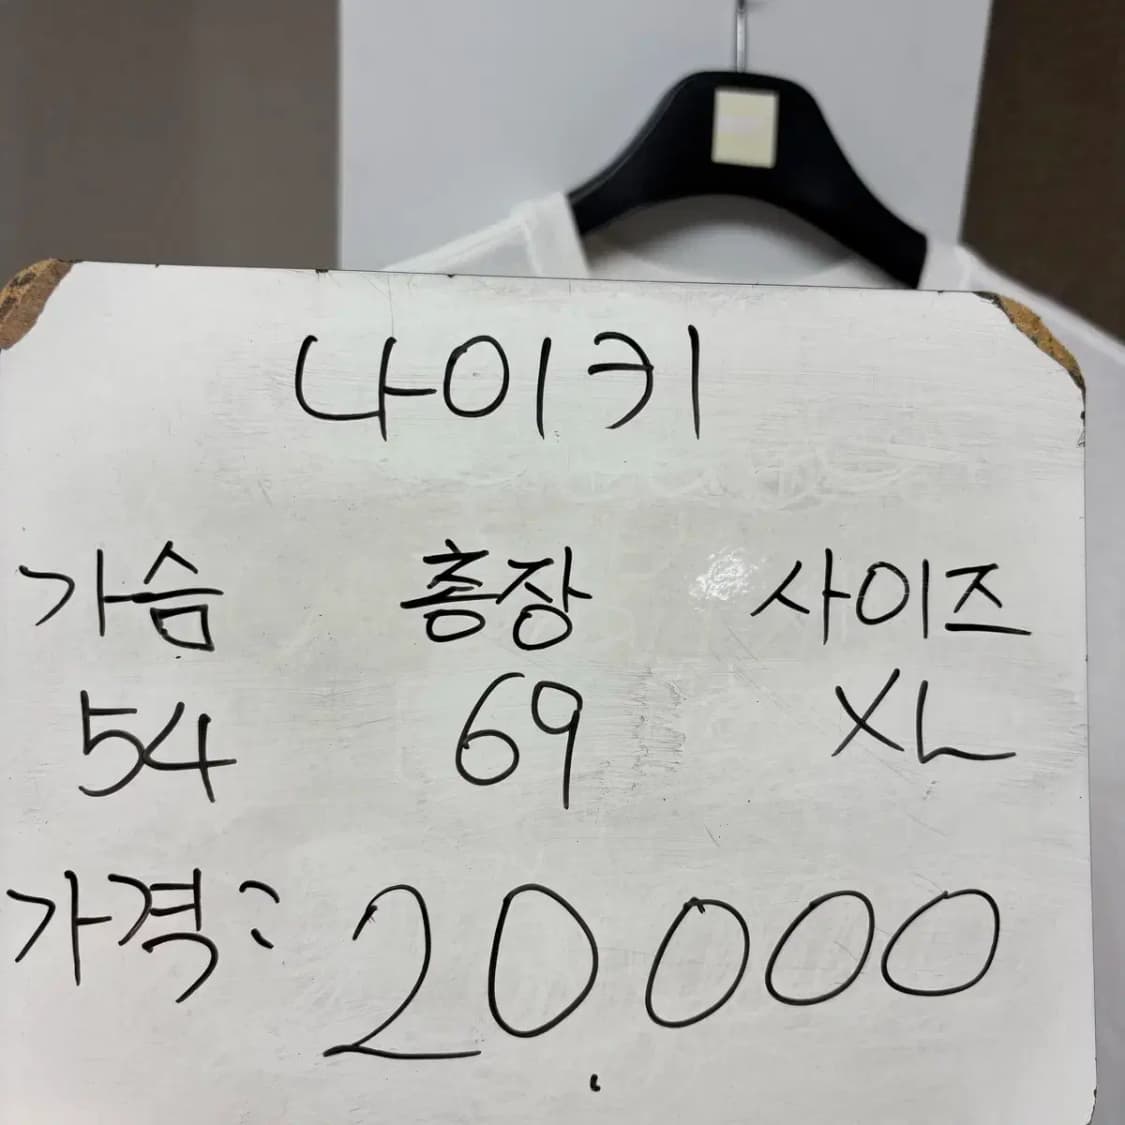 나이키
가슴 총장 사이즈
54 69 XL
가격: 20,000